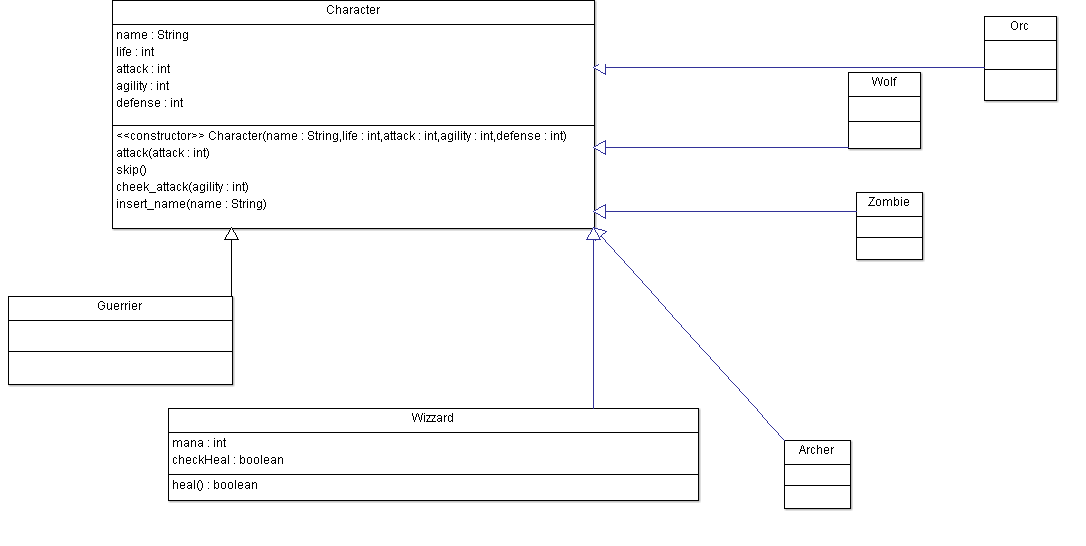 Character
name : String
life : int
attack : int
agility : int
defense : int
<<constructor>> Character(name : String,life : int,attack : int,agility : int,defense : int)
attack(attack : int)
skip()
cheek_attack(agility : int)
insert_name(name : String)
Orc
Wolf
Zombie
Guerrier
Wizzard
mana : int
checkHeal : boolean
heal() : boolean
Archer